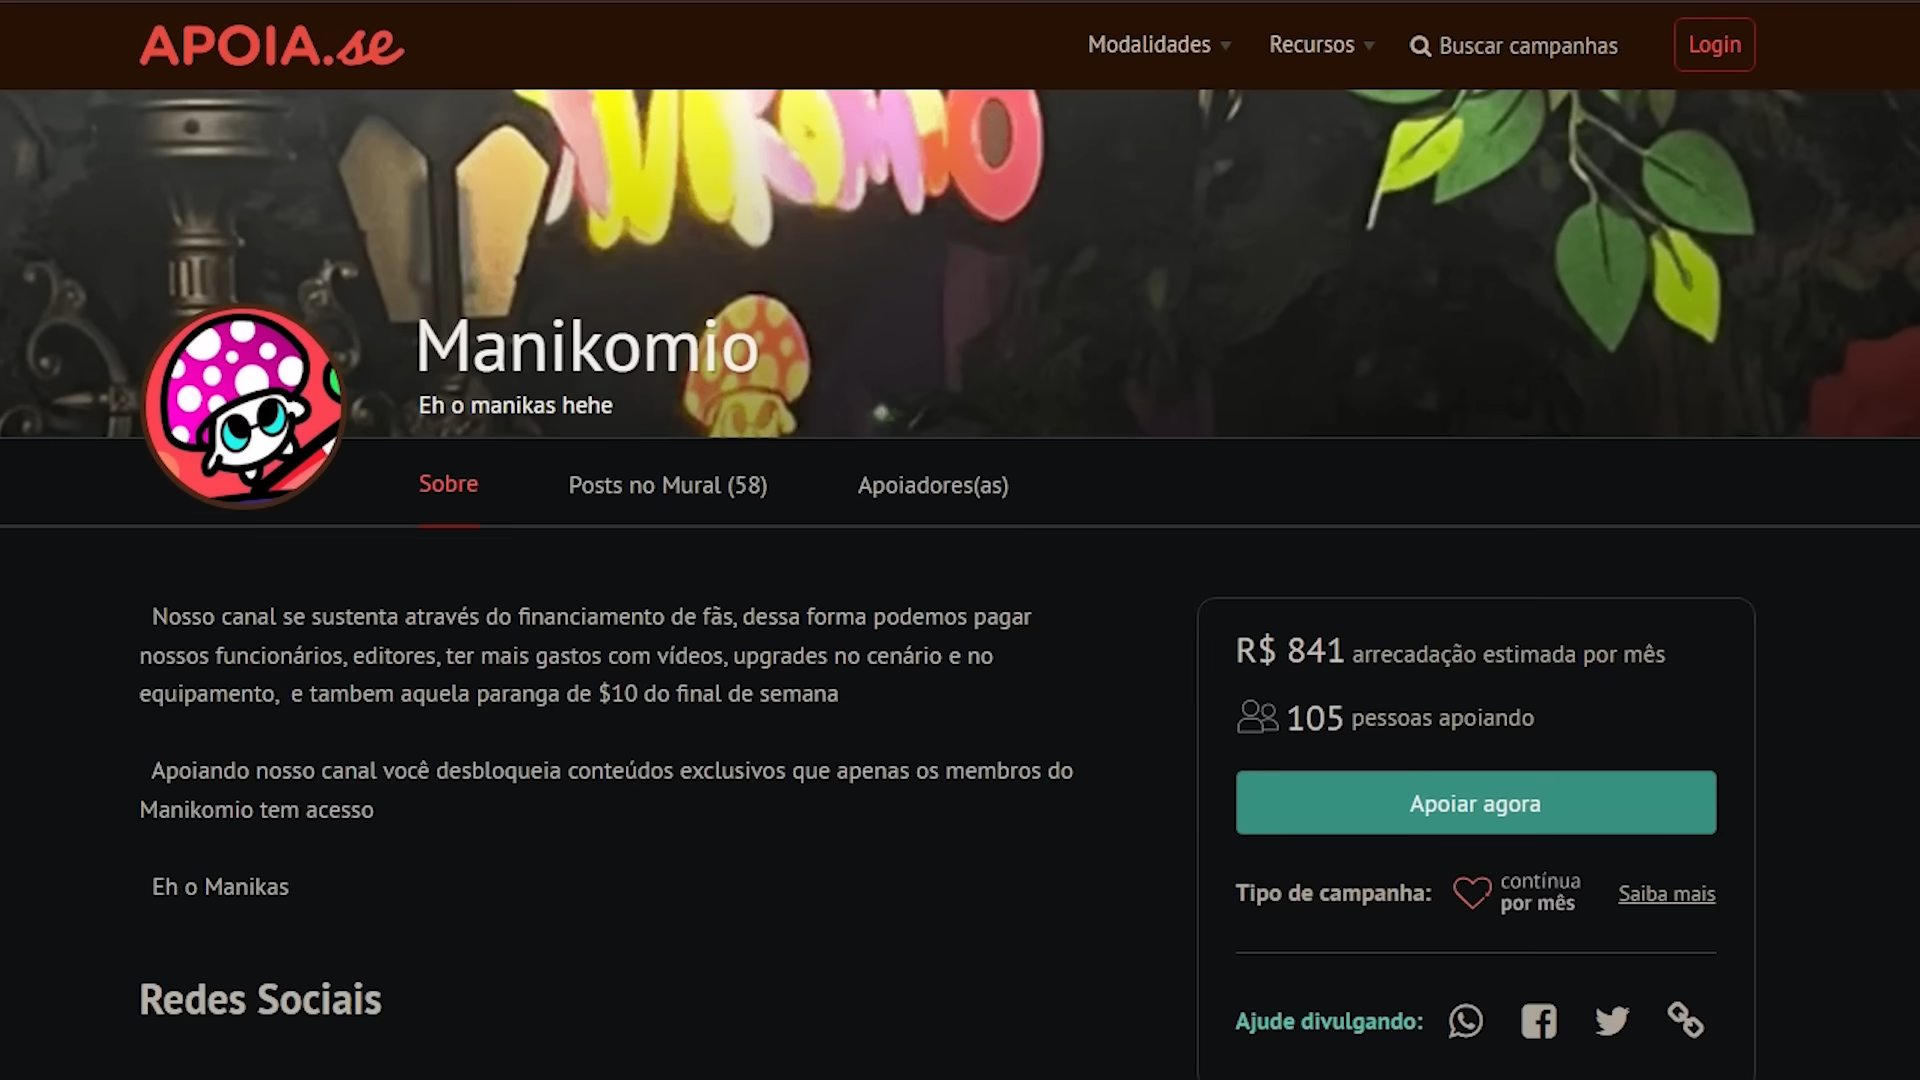 APOIA.se
Modalidades
Recursos
Buscar campanhas
Login
Manikomio
Eh o manikas hehe
Sobre
Posts no Mural (58)
Apoiadores(as)
Nosso canal se sustenta através do financiamento de fãs, dessa forma podemos pagar
nossos funcionários, editores, ter mais gastos com vídeos, upgrades no cenário e no
equipamento,  e tambem aquela paranga de $10 do final de semana
Apoiando nosso canal você desbloqueia conteúdos exclusivos que apenas os membros do
Manikomio tem acesso
Eh o Manikas
Redes Sociais
R$ 841 arrecadação estimada por mês
105 pessoas apoiando
Apoiar agora
Tipo de campanha:
contínua
por mês
Saiba mais
Ajude divulgando: